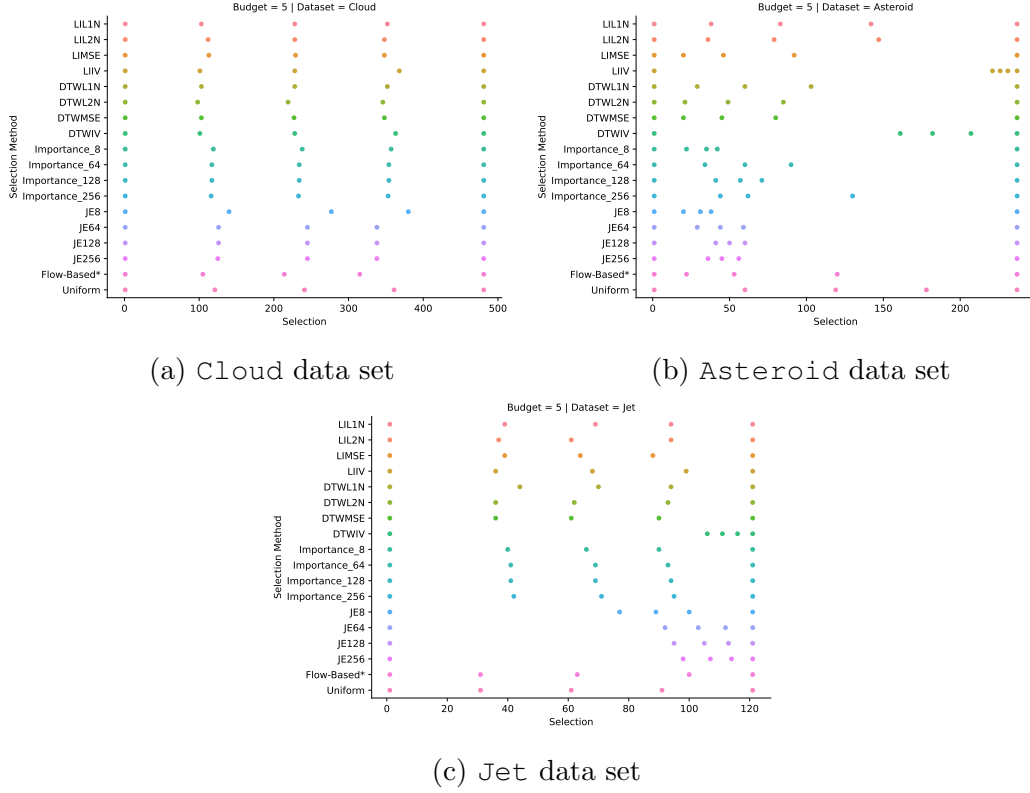 Budget = 5 | Dataset = Cloud
Selection Method
LIL1N
LIL2N
LIMSE
LIIV
DTWL1N
DTWL2N
DTWMSE
DTWIV
Importance_8
Importance_64
Importance_128
Importance_256
JE8
JE64
JE128
JE256
Flow-Based*
Uniform
0 100 200 300 400 500
Selection
(a) Cloud data set
Budget = 5 | Dataset = Asteroid
Selection Method
LIL1N
LIL2N
LIMSE
LIIV
DTWL1N
DTWL2N
DTWMSE
DTWIV
Importance_8
Importance_64
Importance_128
Importance_256
JE8
JE64
JE128
JE256
Flow-Based*
Uniform
0 50 100 150 200
Selection
(b) Asteroid data set
Budget = 5 | Dataset = Jet
Selection Method
LIL1N
LIL2N
LIMSE
LIIV
DTWL1N
DTWL2N
DTWMSE
DTWIV
Importance_8
Importance_64
Importance_128
Importance_256
JE8
JE64
JE128
JE256
Flow-Based*
Uniform
0 20 40 60 80 100 120
Selection
(c) Jet data set